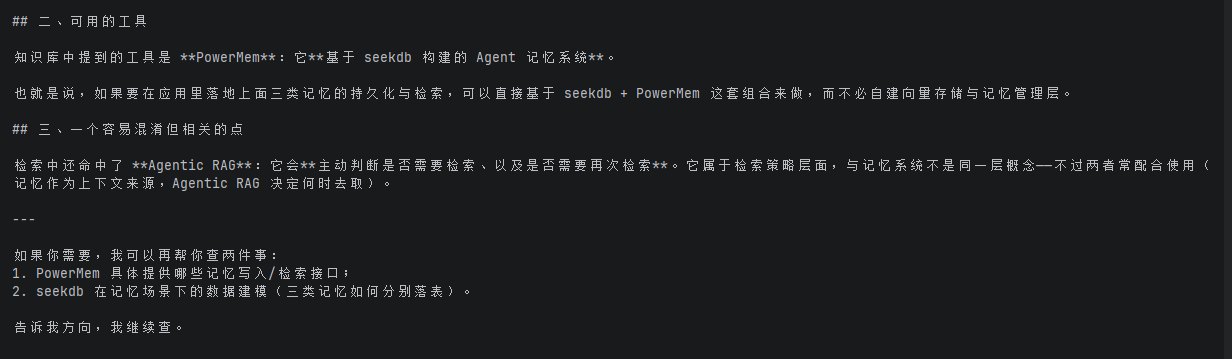 ## 二、可用的工具
知识库中提到的工具是 **PowerMem**: 它**基于 seekdb 构建的 Agent 记忆系统**。
也就是说，如果要在应用里落地上面三类记忆的持久化与检索，可以直接基于 seekdb + PowerMem 这套组合来做，而不必自建向量存储与记忆管理层。
## 三、一个容易混淆但相关的点
检索中还命中了 **Agentic RAG**: 它会**主动判断是否需要检索、以及是否需要再次检索**。它属于检索策略层面，与记忆系统不是同一层概念——不过两者常配合使用（
记忆作为上下文来源，Agentic RAG 决定何时去取）。
---
如果你需要，我可以再帮你查两件事：
1. PowerMem 具体提供哪些记忆写入/检索接口；
2. seekdb 在记忆场景下的数据建模（三类记忆如何分别落表）。
告诉我方向，我继续查。